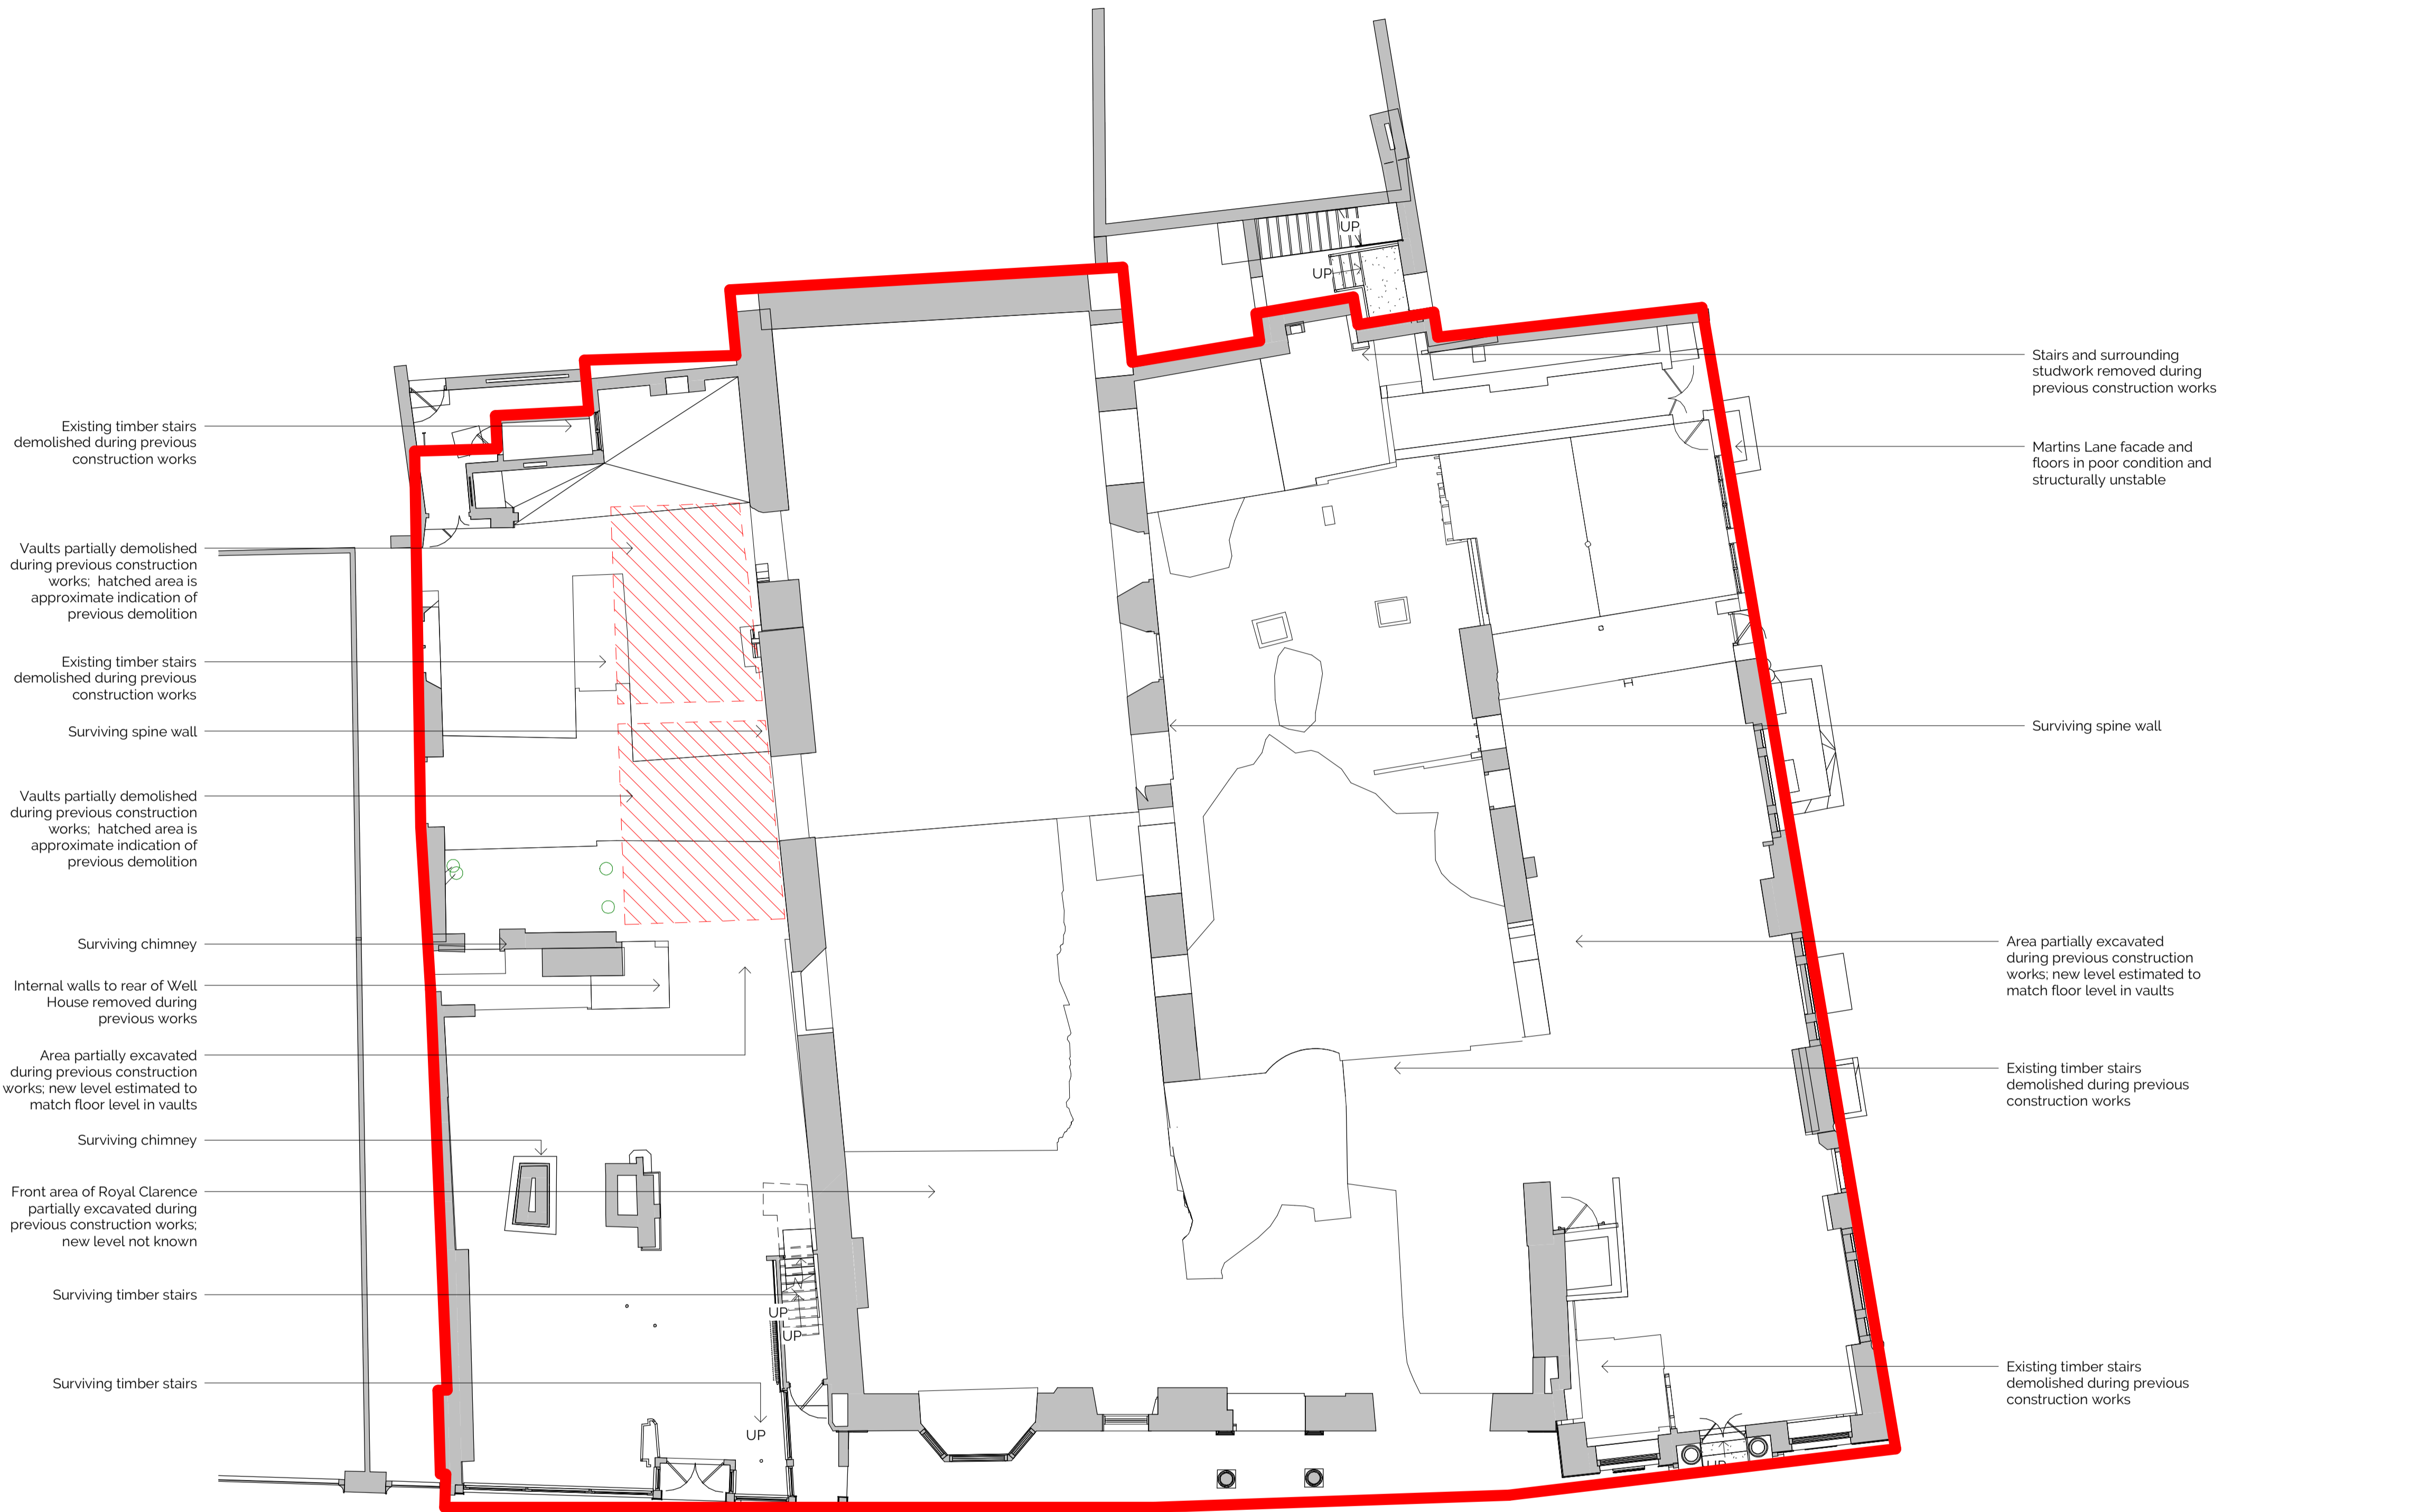 UP
UP
Existing timber stairs
demolished during previous
construction works
Vaults partially demolished
during previous construction
works; hatched area is
approximate indication of
previous demolition
Existing timber stairs
demolished during previous
construction works
Surviving spine wall
Vaults partially demolished
during previous construction
works; hatched area is
approximate indication of
previous demolition
Surviving chimney
Internal walls to rear of Well
House removed during
previous works
Area partially excavated
during previous construction
works; new level estimated to
match floor level in vaults
Surviving chimney
Front area of Royal Clarence
partially excavated during
previous construction works;
new level not known
Surviving timber stairs
Surviving timber stairs
UP
UP
UP
Stairs and surrounding
studwork removed during
previous construction works
Martins Lane facade and
floors in poor condition and
structurally unstable
Surviving spine wall
Area partially excavated
during previous construction
works; new level estimated to
match floor level in vaults
Existing timber stairs
demolished during previous
construction works
Existing timber stairs
demolished during previous
construction works
UP